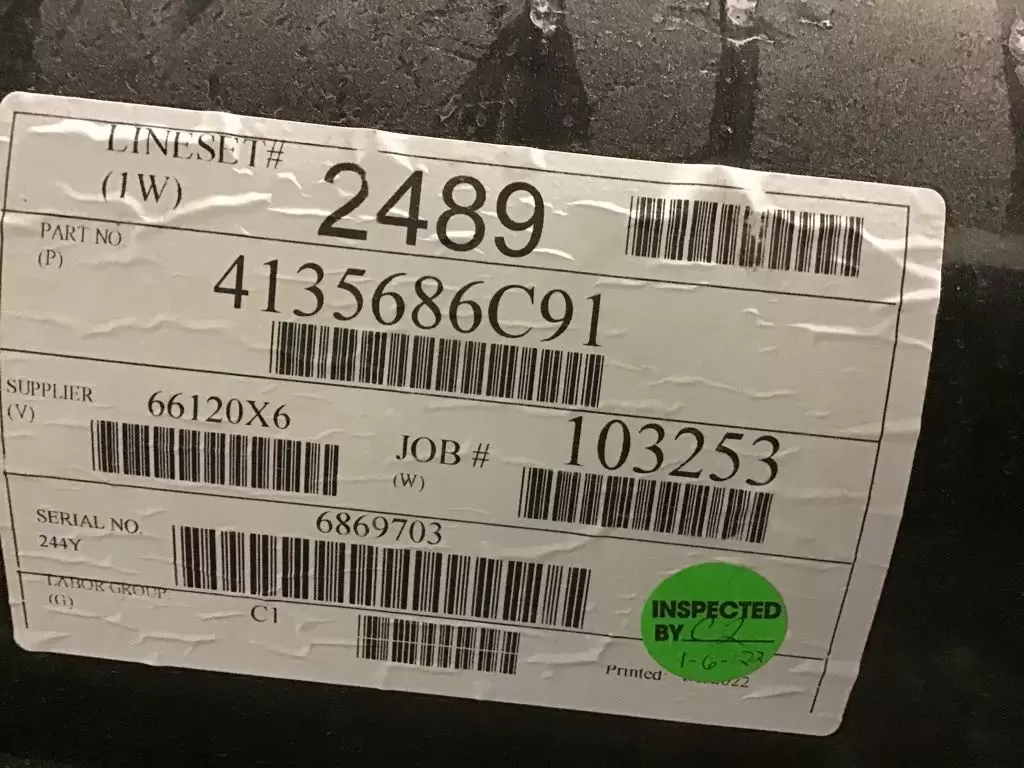 LINESET#
(1W)
2489
PART NO
(P)
4135686C91
SUPPLIER
(V)
66120X6
JOB #
(W)
103253
SERIAL NO.
244Y
6869703
LABOR GROUP
(G)
C1
INSPECTED
BY C2
1-6-
Printed: